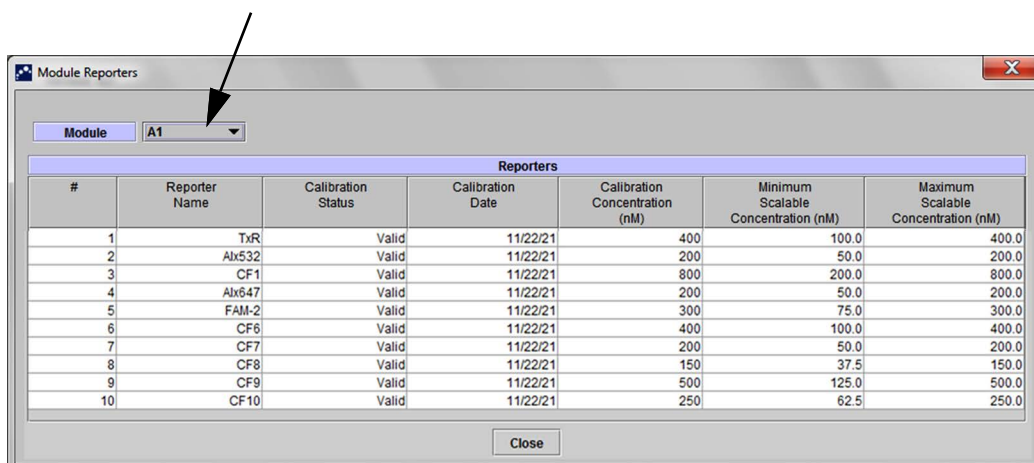 Module Reporters
X
Module A1
Reporters
# Reporter Name Calibration Status Calibration Date Calibration Concentration (nM) Minimum Scalable Concentration (nM) Maximum Scalable Concentration (nM)
1 TxR Valid 11/22/21 400 100.0 400.0
2 Alx532 Valid 11/22/21 200 50.0 200.0
3 CF1 Valid 11/22/21 800 200.0 800.0
4 Alx647 Valid 11/22/21 200 50.0 200.0
5 FAM-2 Valid 11/22/21 300 75.0 300.0
6 CF6 Valid 11/22/21 400 100.0 400.0
7 CF7 Valid 11/22/21 200 50.0 200.0
8 CF8 Valid 11/22/21 150 37.5 150.0
9 CF9 Valid 11/22/21 500 125.0 500.0
10 CF10 Valid 11/22/21 250 62.5 250.0
Close